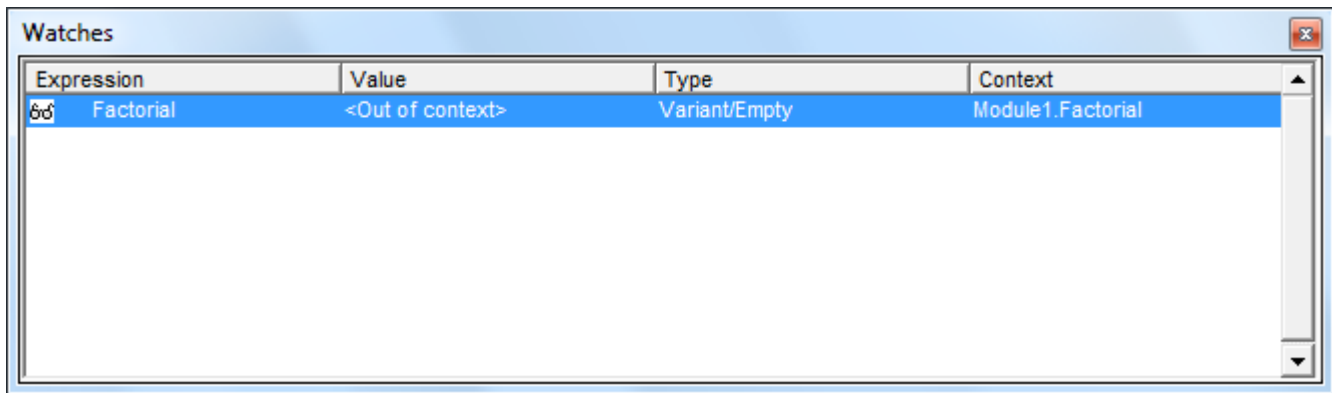 Watches
Expression Value Type Context
Factorial <Out of context> Variant/Empty Module1.Factorial